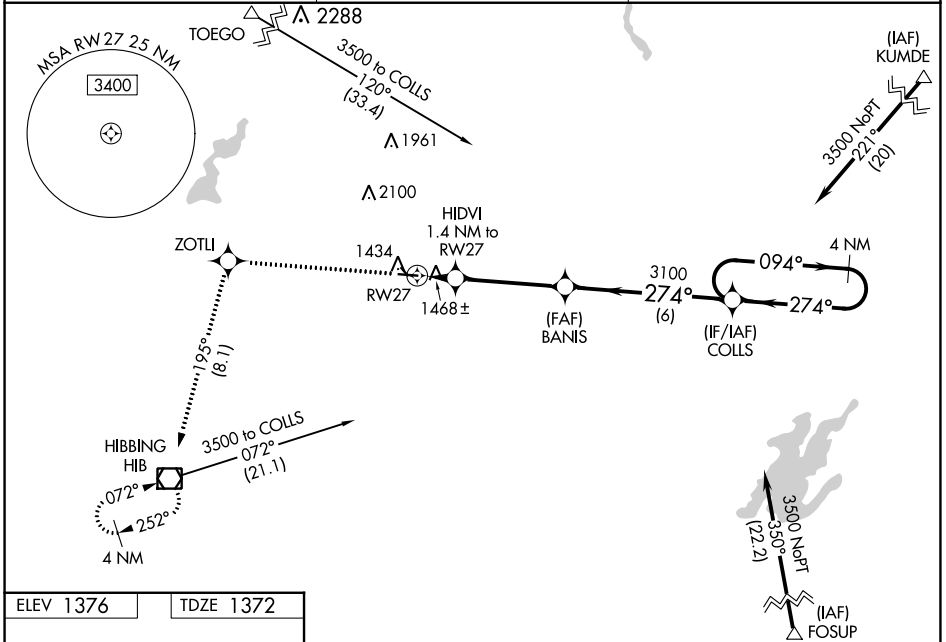 TOEGO
2288
3500 to COLLS
120°
(33.4)
(IAF)
KUMDE
MSA RW27 25 NM
3400
3500 NoPT
221°
(20)
1961
2100
HIDVI
1.4 NM to
RW27
ZOTLI
1434
RW27
1468±
(FAF)
BANIS
3100
274°
(6)
4 NM
094°
274°
(IF/IAF)
COLLS
195°
(8.1)
HIBBING
HIB
3500 to COLLS
072°
(21.1)
072°
252°
4 NM
3500 NoPT
350°
(22.2)
(IAF)
FOSUP
ELEV 1376
TDZE 1372